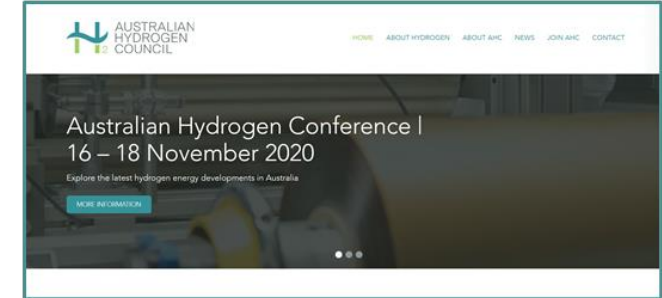 AUSTRALIAN
HYDROGEN
COUNCIL
H2
HOME ABOUT HYDROGEN ABOUT AHC NEWS JOIN AHC CONTACT
Australian Hydrogen Conference |
16 – 18 November 2020
Explore the latest hydrogen energy developments in Australia
MORE INFORMATION